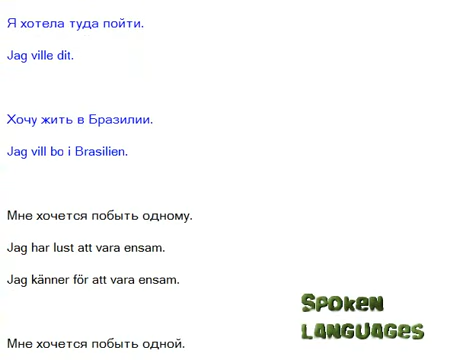 Я хотела туда пойти.
Jag ville dit.
Хочу жить в Бразилии.
Jag vill bo i Brasilien.
Мне хочется побыть одному.
Jag har lust att vara ensam.
Jag känner för att vara ensam.
Мне хочется побыть одной.
Spoken
Languages